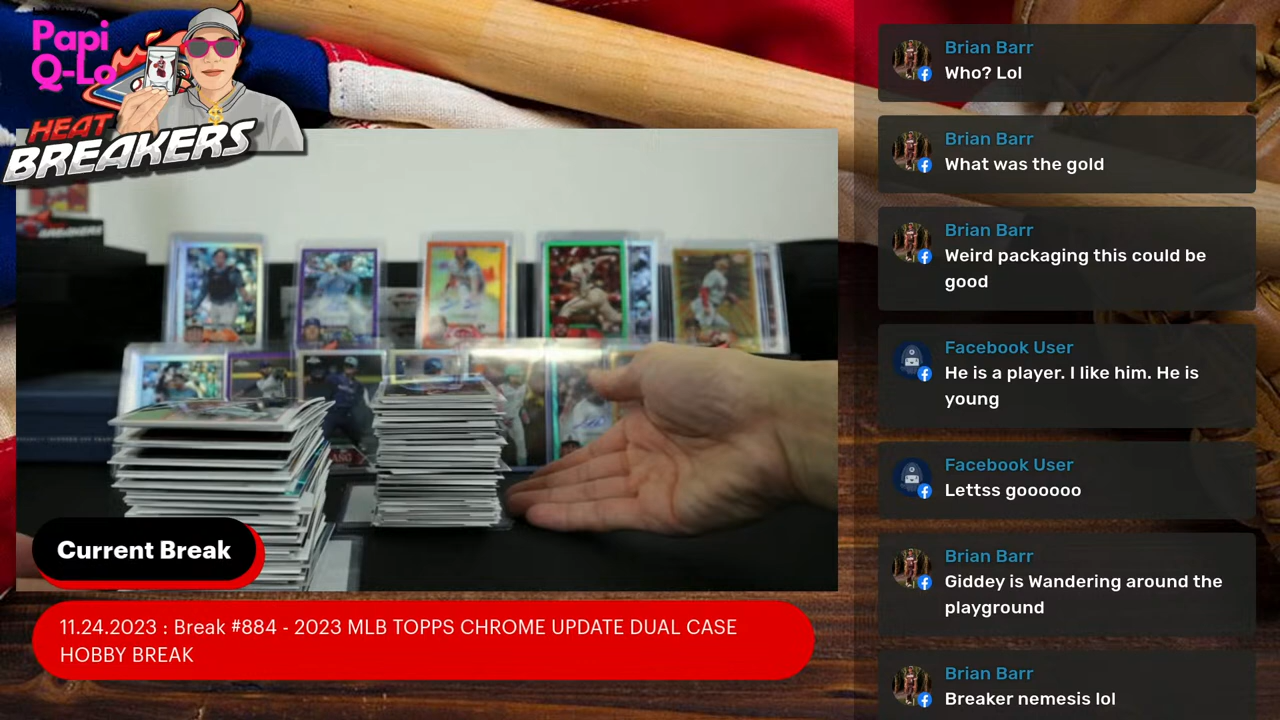 Papi
Q-Lo
HEAT
BREAKERS
BREAKERS
Current Break
11.24.2023 : Break #884 - 2023 MLB TOPPS CHROME UPDATE DUAL CASE
HOBBY BREAK
Brian Barr
Who? Lol
Brian Barr
What was the gold
Brian Barr
Weird packaging this could be
good
Facebook User
He is a player. I like him. He is
young
Facebook User
Lettss goooooo
Brian Barr
Giddey is Wandering around the
playground
Brian Barr
Breaker nemesis lol